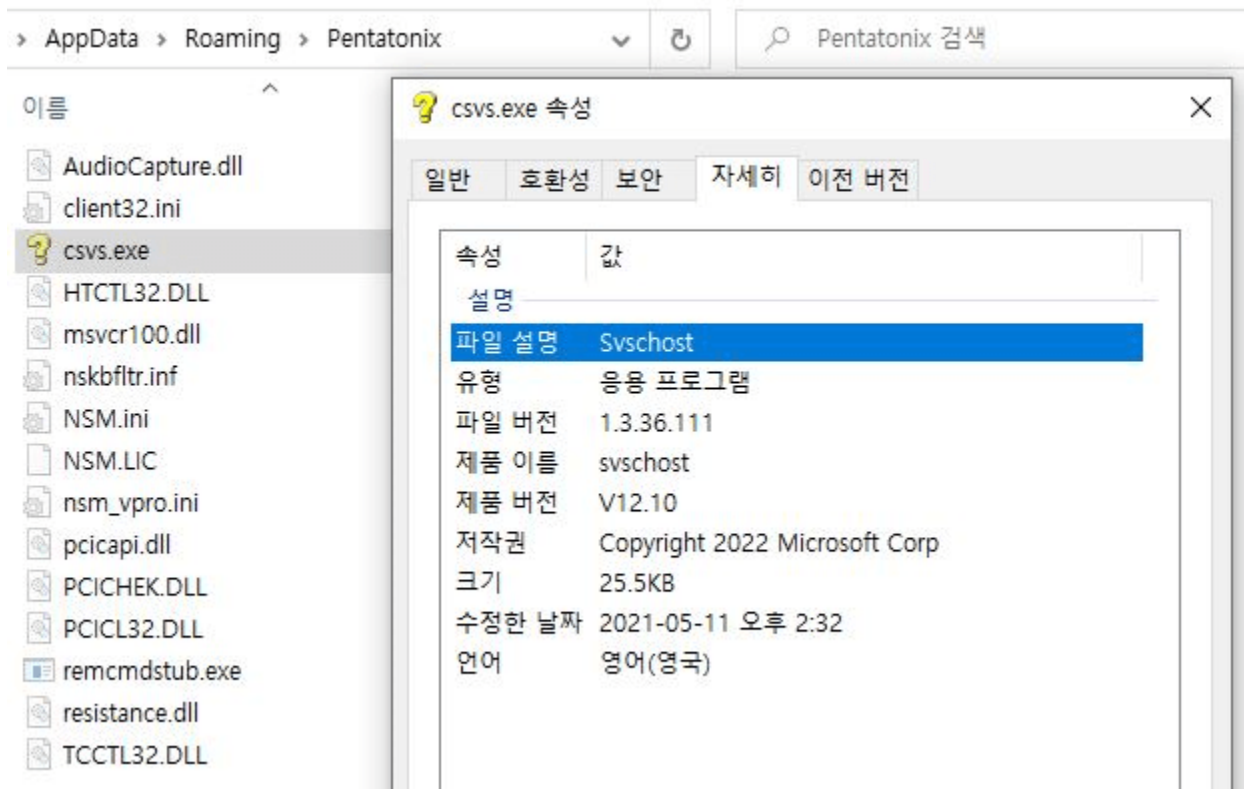 › AppData › Roaming › Pentatonix
Pentatonix 검색
이름
AudioCapture.dll
client32.ini
csvs.exe
HTCTL32.DLL
msvcr100.dll
nskbfltr.inf
NSM.ini
NSM.LIC
nsm_vpro.ini
pcicapi.dll
PCICHEK.DLL
PCICL32.DLL
remcmdstub.exe
resistance.dll
TCCTL32.DLL
csvs.exe 속성
일반 호환성 보안 자세히 이전 버전
속성 값
설명
파일 설명 Svschost
유형 응용 프로그램
파일 버전 1.3.36.111
제품 이름 svschost
제품 버전 V12.10
저작권 Copyright 2022 Microsoft Corp
크기 25.5KB
수정한 날짜 2021-05-11 오후 2:32
언어 영어(영국)